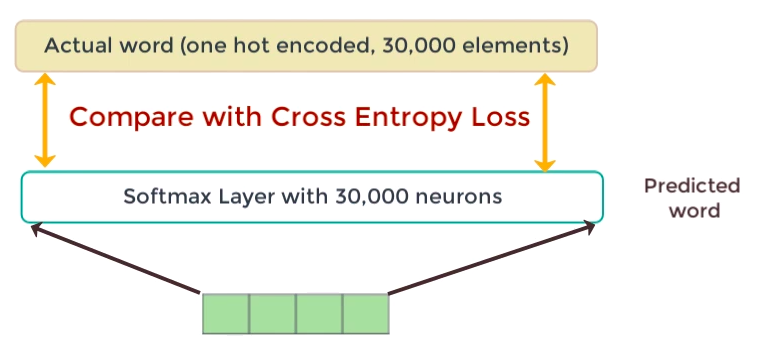 Actual word (one hot encoded, 30,000 elements)
Compare with Cross Entropy Loss
Softmax Layer with 30,000 neurons
Predicted
word